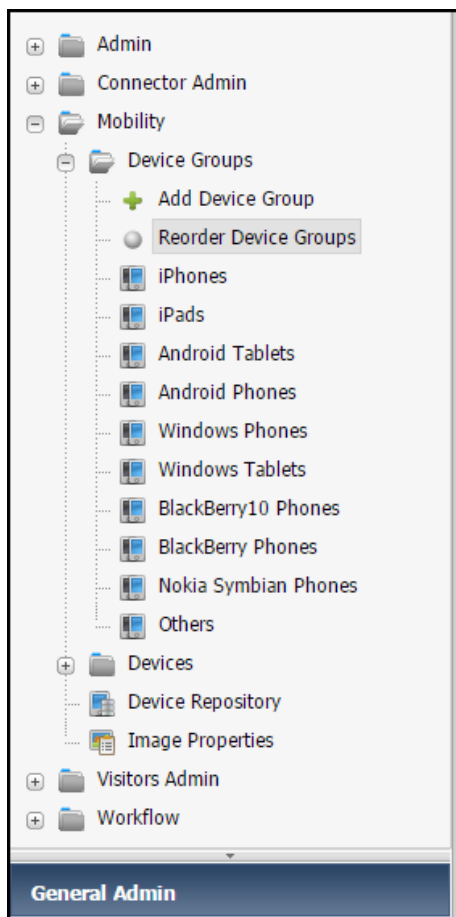 Admin
Connector Admin
Mobility
Device Groups
Add Device Group
Reorder Device Groups
iPhones
iPads
Android Tablets
Android Phones
Windows Phones
Windows Tablets
BlackBerry10 Phones
BlackBerry Phones
Nokia Symbian Phones
Others
Devices
Device Repository
Image Properties
Visitors Admin
Workflow
General Admin